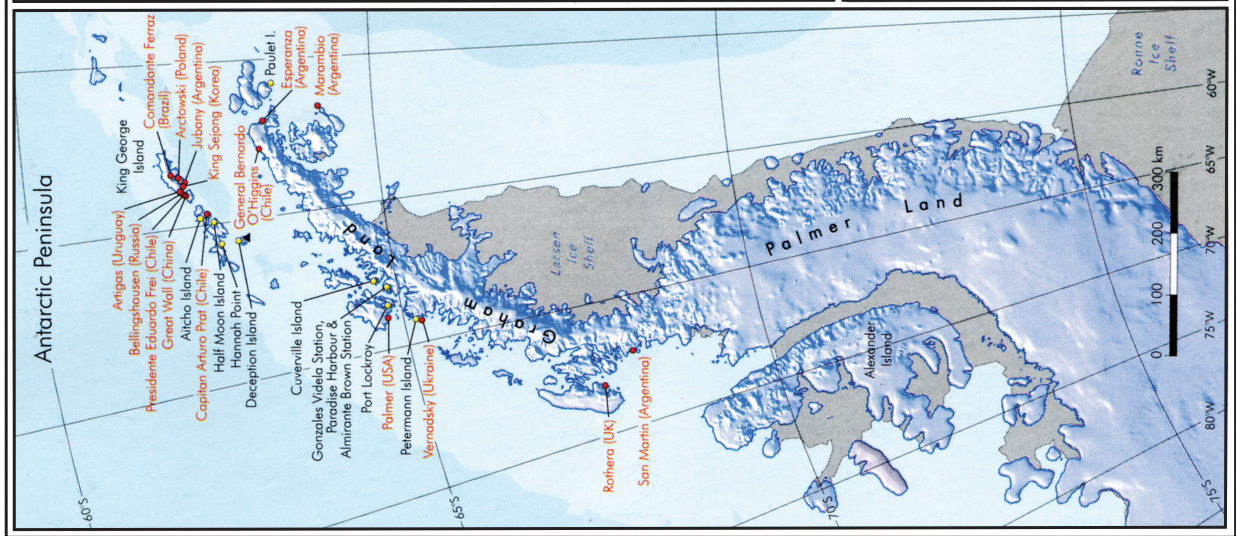 Antarctic Peninsula
King George
Island
Comandante Ferraz
(Brazil)
Arctowski (Poland)
Jubany (Argentina)
King Sejong (Korea)
Artigas (Uruguay)
Bellingshausen (Russia)
Presidente Eduardo Frei (Chile)
Great Wall (China)
Aitcho Island
Capitan Arturo Prat (Chile)
Half Moon Island
Hannah Point
Deception Island
General Bernardo
O'Higgins
(Chile)
Paulet I.
Esperanza
(Argentina)
Marambio
(Argentina)
Cuverville Island
Gonzales Videla Station,
Paradise Harbour &
Almirante Brown Station
Port Lockroy
Palmer (USA)
Petermann Island
Vernadsky (Ukraine)
Rothera (UK)
San Martin (Argentina)
Graham Land
Larsen
Ice
Shelf
Palmer Land
Alexander
Island
Ronne
Ice
Shelf
0 100 200 300 km
60°S
65°S
70°S
75°S
60°W
65°W
70°W
75°W
80°W